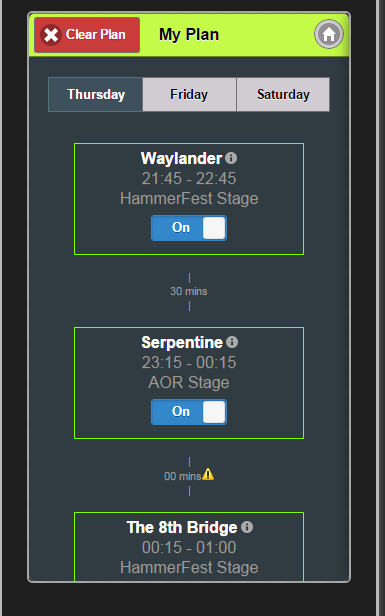 Clear Plan
My Plan
Thursday
Friday
Saturday
Waylander
21:45 - 22:45
HammerFest Stage
On
30 mins
Serpentine
23:15 - 00:15
AOR Stage
On
00 mins
The 8th Bridge
00:15 - 01:00
HammerFest Stage